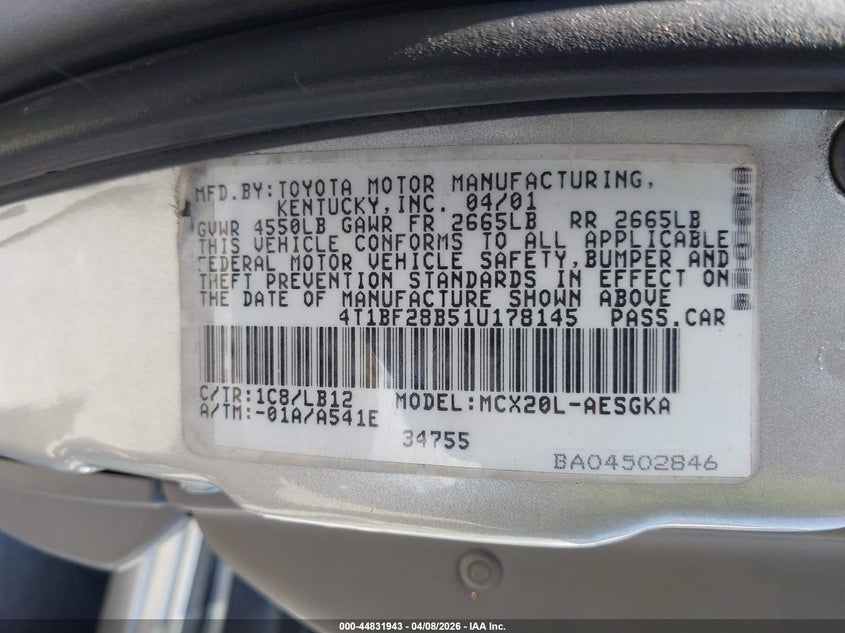 MFD.BY:TOYOTA MOTOR MANUFACTURING,
KENTUCKY,INC. 04/01
GVWR 4550LB GAWR FR 2665LB RR 2665LB
THIS VEHICLE CONFORMS TO ALL APPLICABLE
FEDERAL MOTOR VEHICLE SAFETY,BUMPER AND
THEFT PREVENTION STANDARDS IN EFFECT ON
THE DATE OF MANUFACTURE SHOWN ABOVE
4T1BF28B51U178145 PASS.CAR
C/TR:1C8/LB12 MODEL:MCX20L-AESGKA
A/TM:-01A/A541E
34755
BA04502846
000-44831943 - 04/08/2026 - IAA Inc.